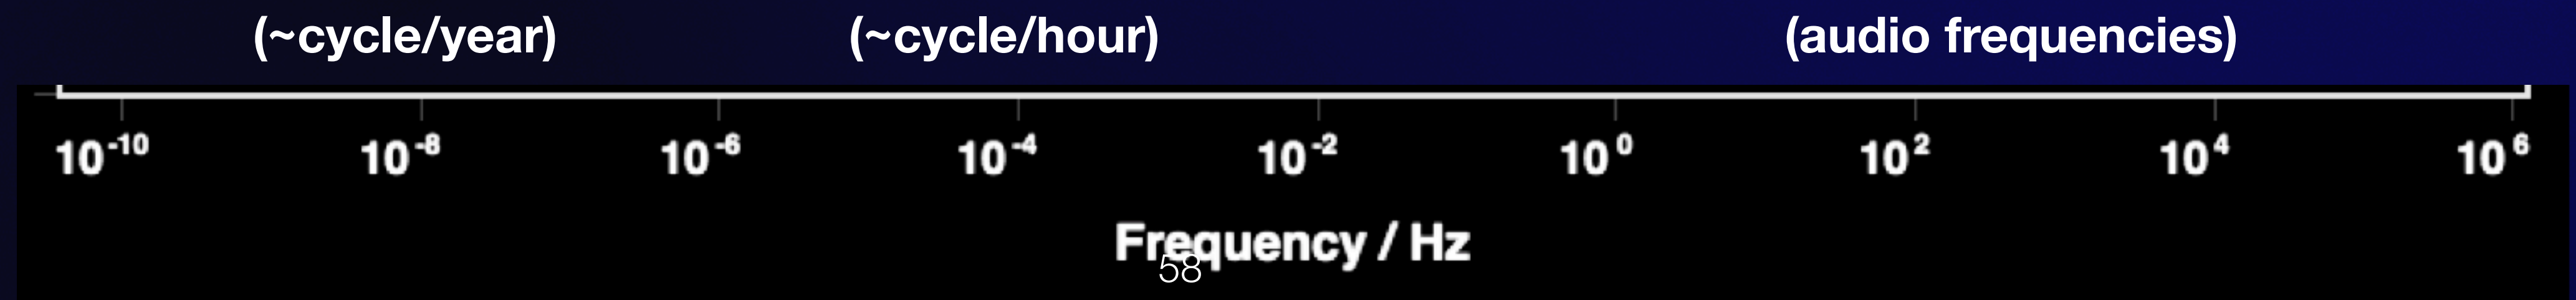 (~cycle/year) (~cycle/hour) (audio frequencies)
10⁻¹⁰ 10⁻⁸ 10⁻⁶ 10⁻⁴ 10⁻² 10⁰ 10² 10⁴ 10⁶
Frequency / Hz
58